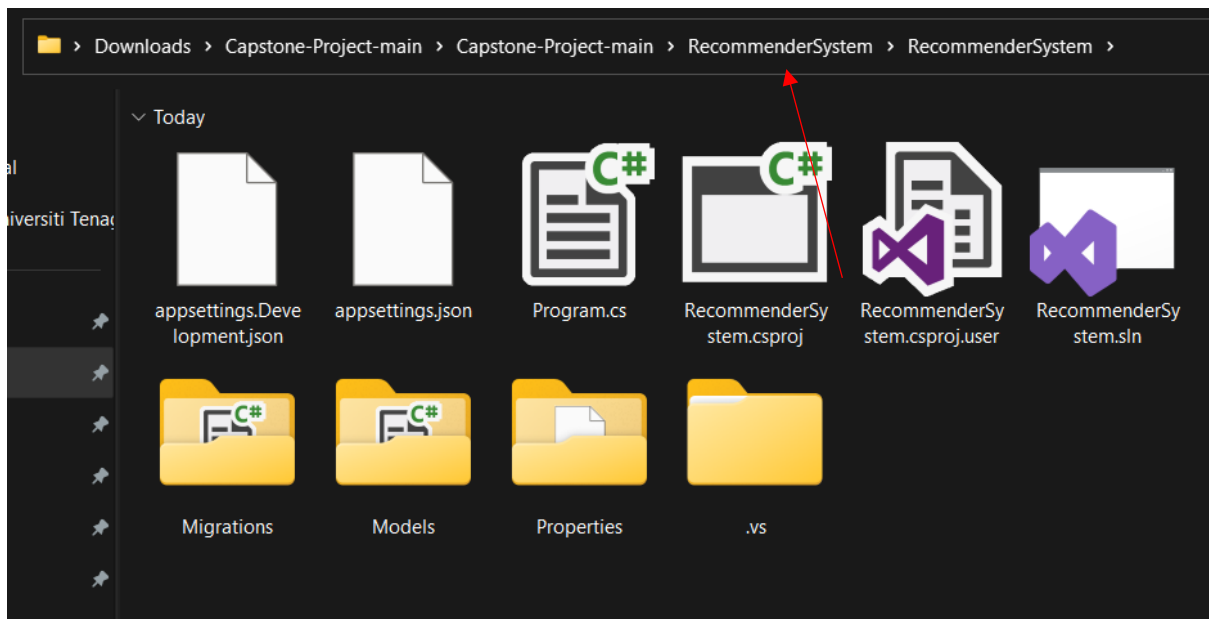 Downloads > Capstone-Project-main > Capstone-Project-main > RecommenderSystem > RecommenderSystem >
Today
al
iversiti Tenag
appsettings.Deve
lopment.json
appsettings.json
Program.cs
RecommenderSy
stem.csproj
RecommenderSy
stem.csproj.user
RecommenderSy
stem.sln
C#
C#
C#
C#
Migrations
Models
Properties
.vs